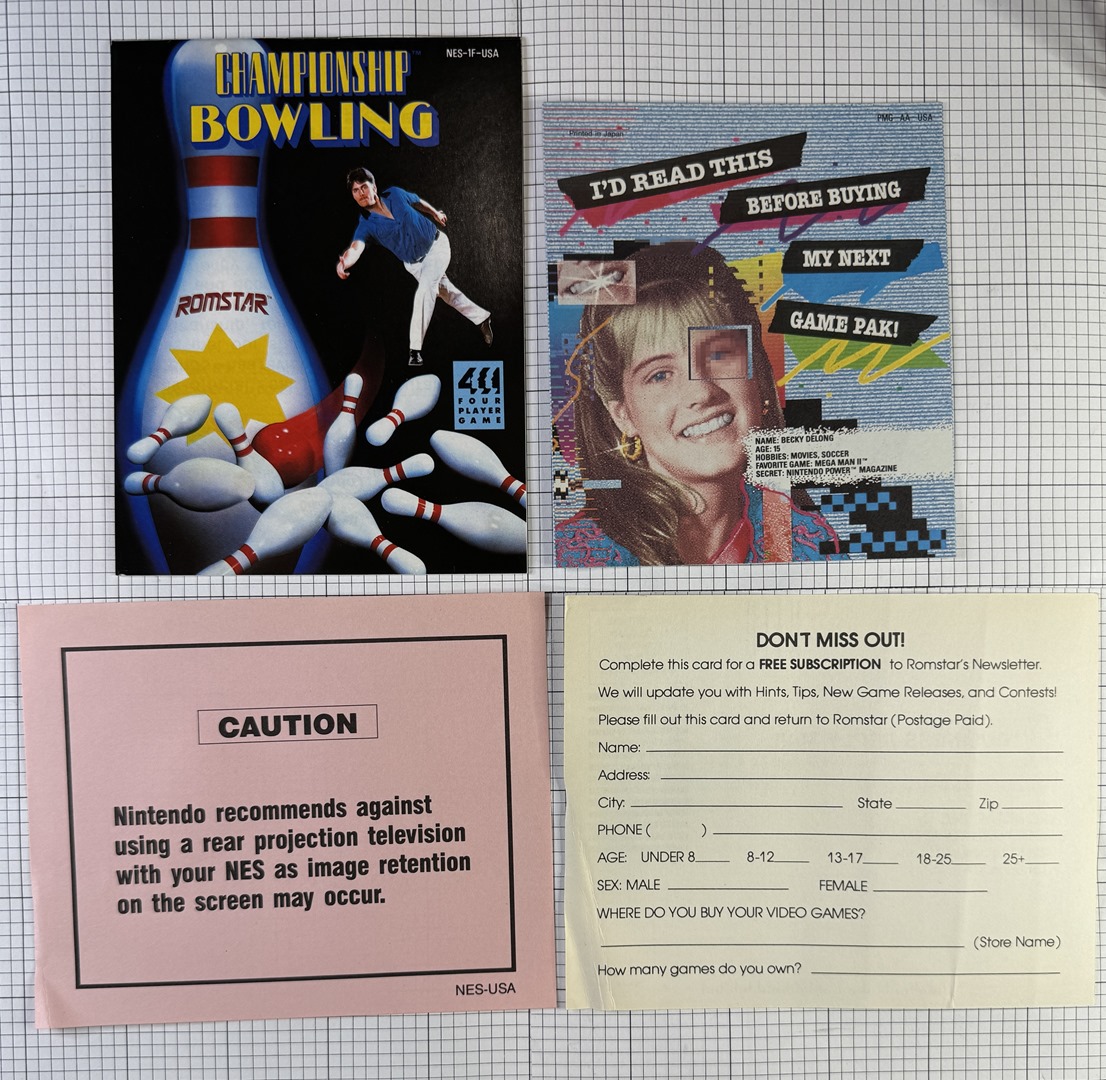 CHAMPIONSHIP™
BOWLING
NES-1F-USA
ROMSTAR™
4
FOUR
PLAYER
GAME
Printed in Japan
PMG-AA-USA
I'D READ THIS
BEFORE BUYING
MY NEXT
GAME PAK!
NAME: BECKY DELONG
AGE: 15
HOBBIES: MOVIES, SOCCER
FAVORITE GAME: MEGA MAN II™
SECRET: NINTENDO POWER™ MAGAZINE
CAUTION
Nintendo recommends against
using a rear projection television
with your NES as image retention
on the screen may occur.
NES-USA
DON'T MISS OUT!
Complete this card for a FREE SUBSCRIPTION to Romstar's Newsletter.
We will update you with Hints, Tips, New Game Releases, and Contests!
Please fill out this card and return to Romstar (Postage Paid).
Name:
Address:
City: State Zip
PHONE ( )
AGE: UNDER 8 8-12 13-17 18-25 25+
SEX: MALE FEMALE
WHERE DO YOU BUY YOUR VIDEO GAMES?
(Store Name)
How many games do you own?